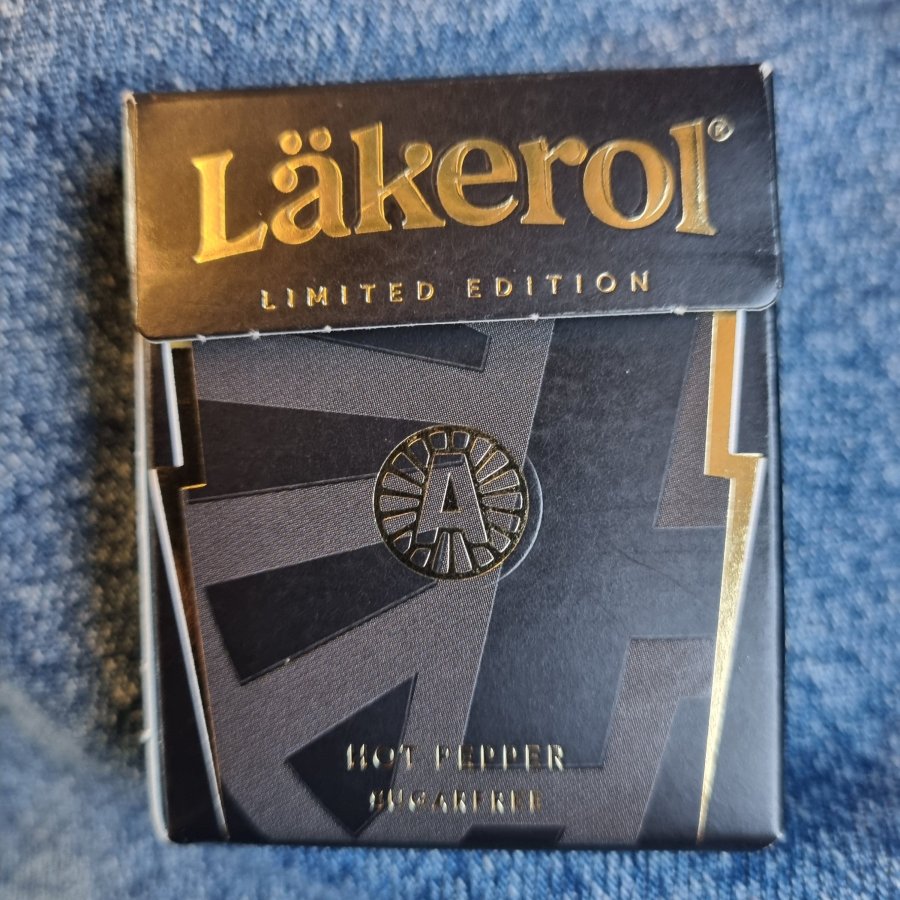 Läkerol®
LIMITED EDITION
A
HOT PEPPER
SUGARFREE